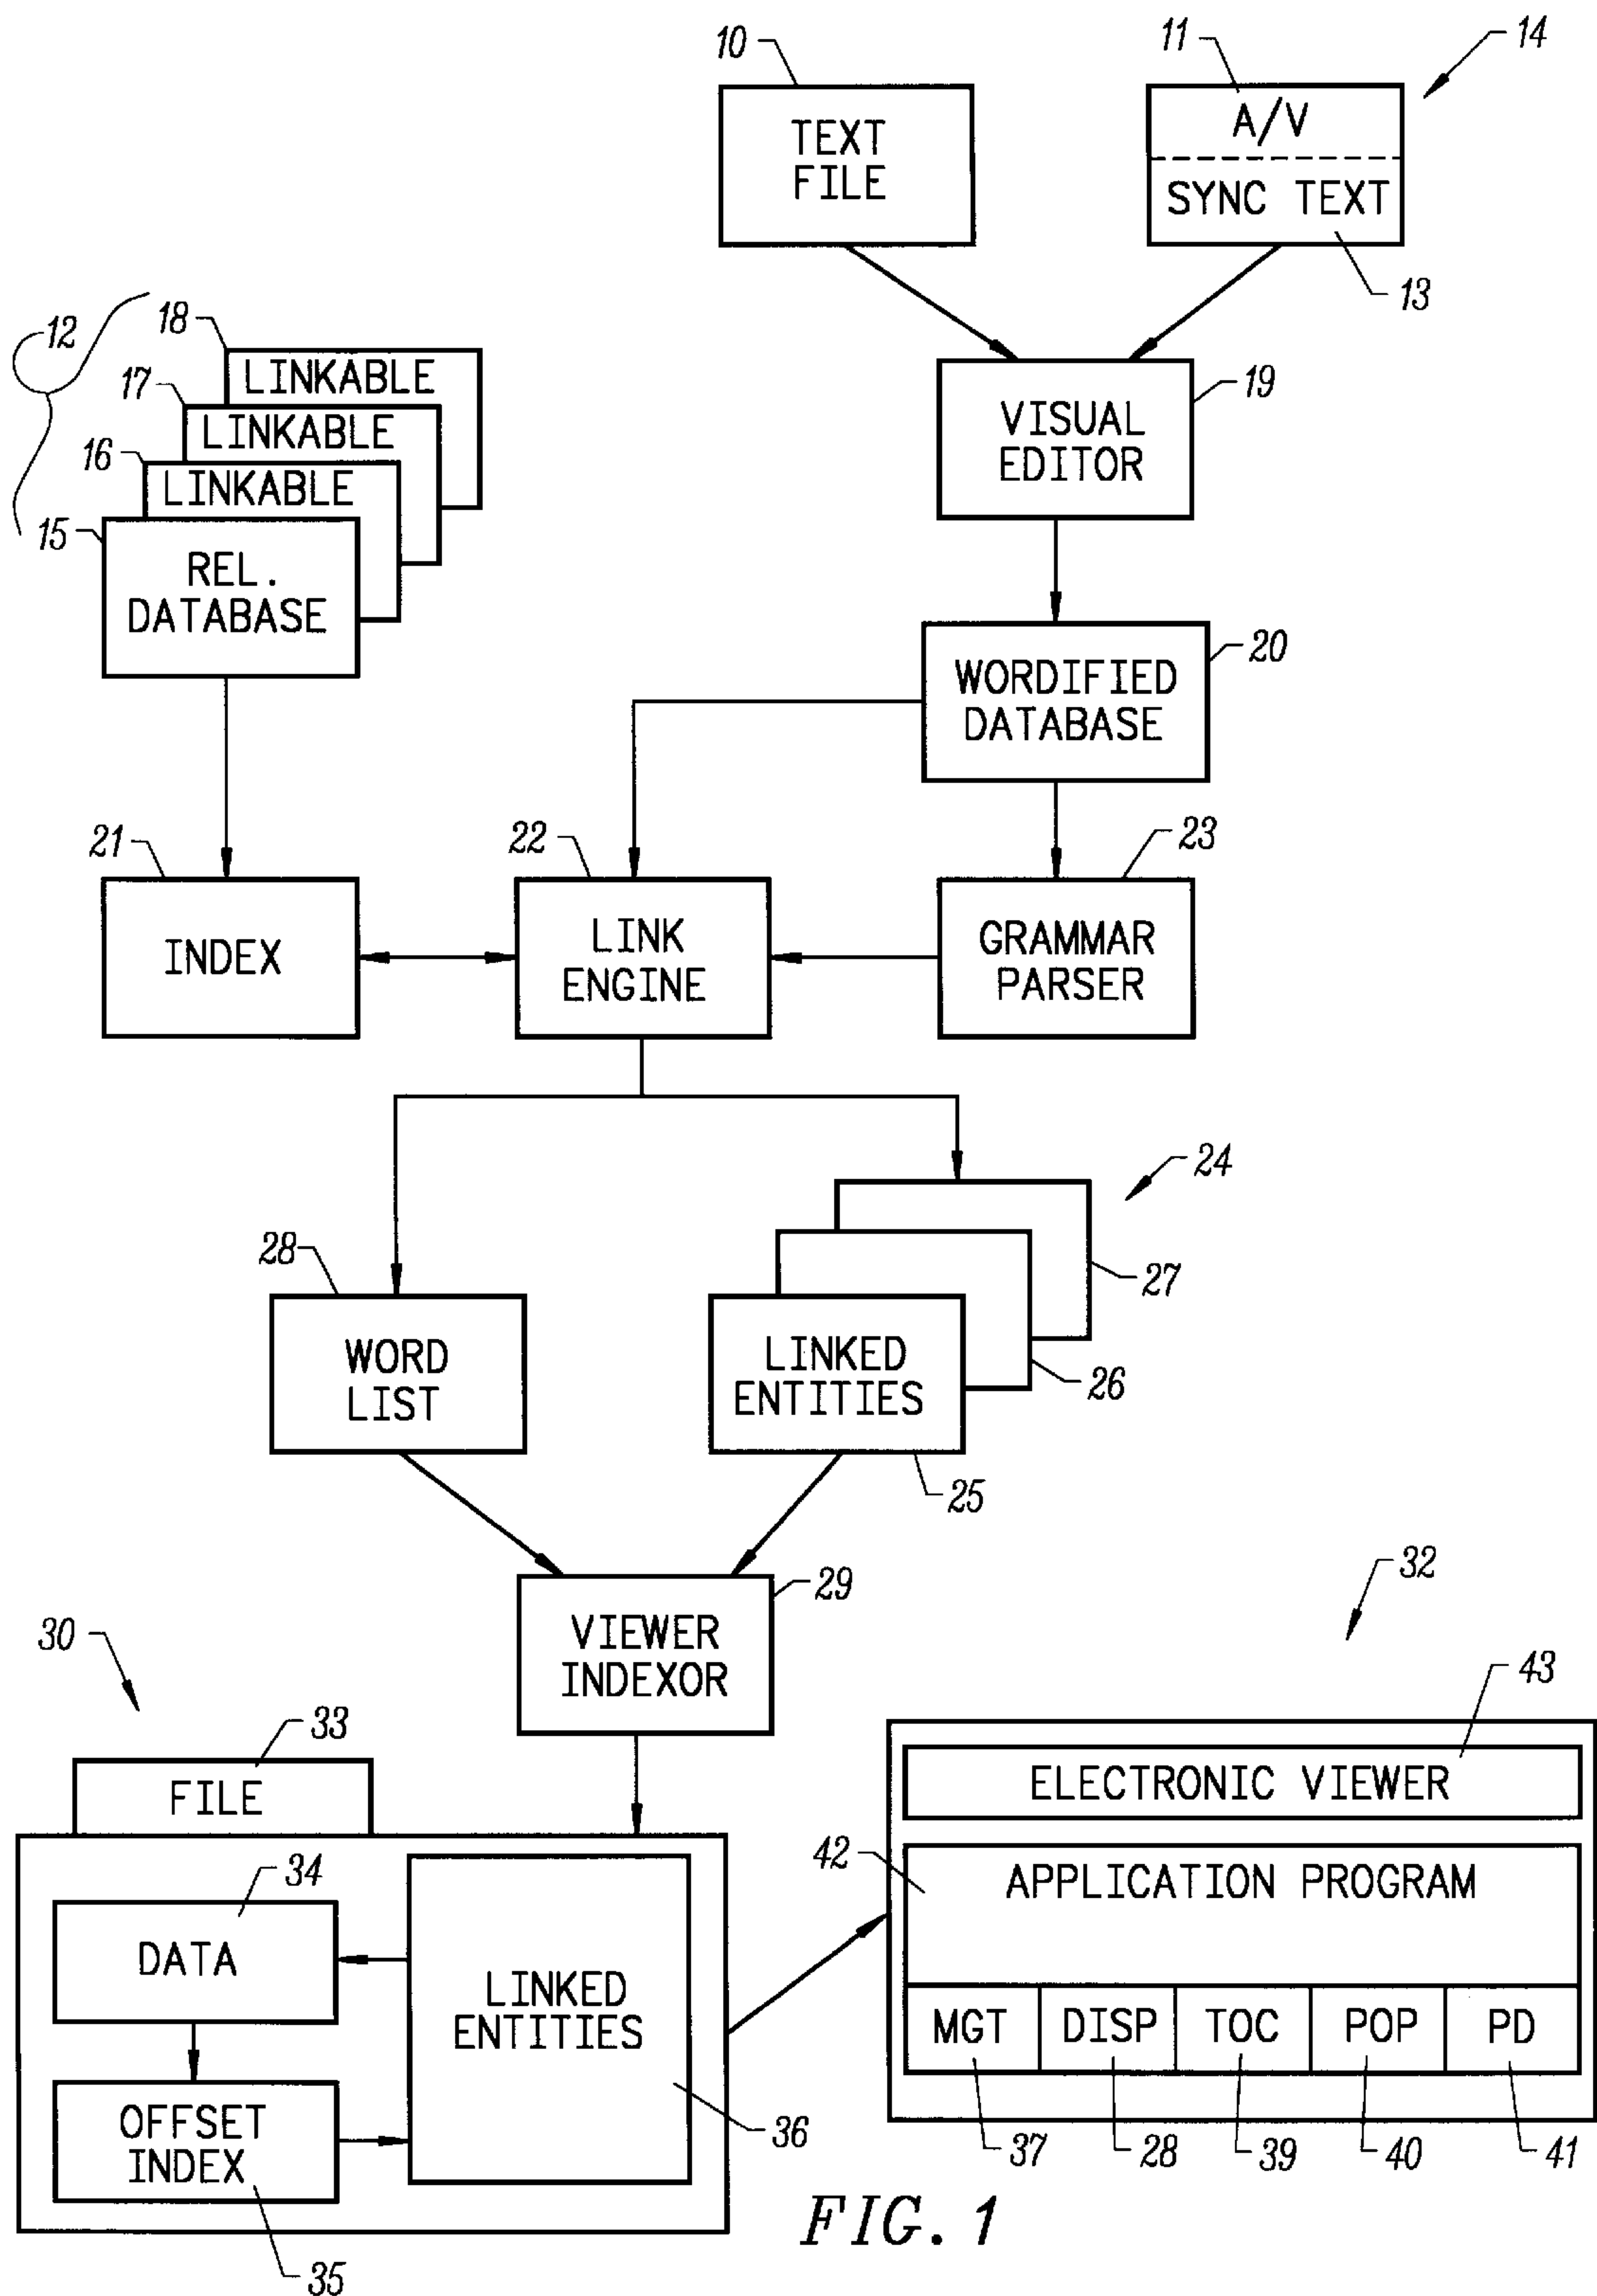 10
11
14
TEXT
FILE
A/V
SYNC TEXT
13
12
18
LINKABLE
17
LINKABLE
16
LINKABLE
15
REL.
DATABASE
19
VISUAL
EDITOR
20
WORDIFIED
DATABASE
21
22
23
INDEX
LINK
ENGINE
GRAMMAR
PARSER
24
28
27
WORD
LIST
LINKED
ENTITIES
26
25
29
32
VIEWER
INDEXOR
30
33
FILE
43
ELECTRONIC VIEWER
42
APPLICATION PROGRAM
34
DATA
LINKED
ENTITIES
MGT DISP TOC POP PD
OFFSET
INDEX
36
37 28 39 40 41
35
FIG. 1